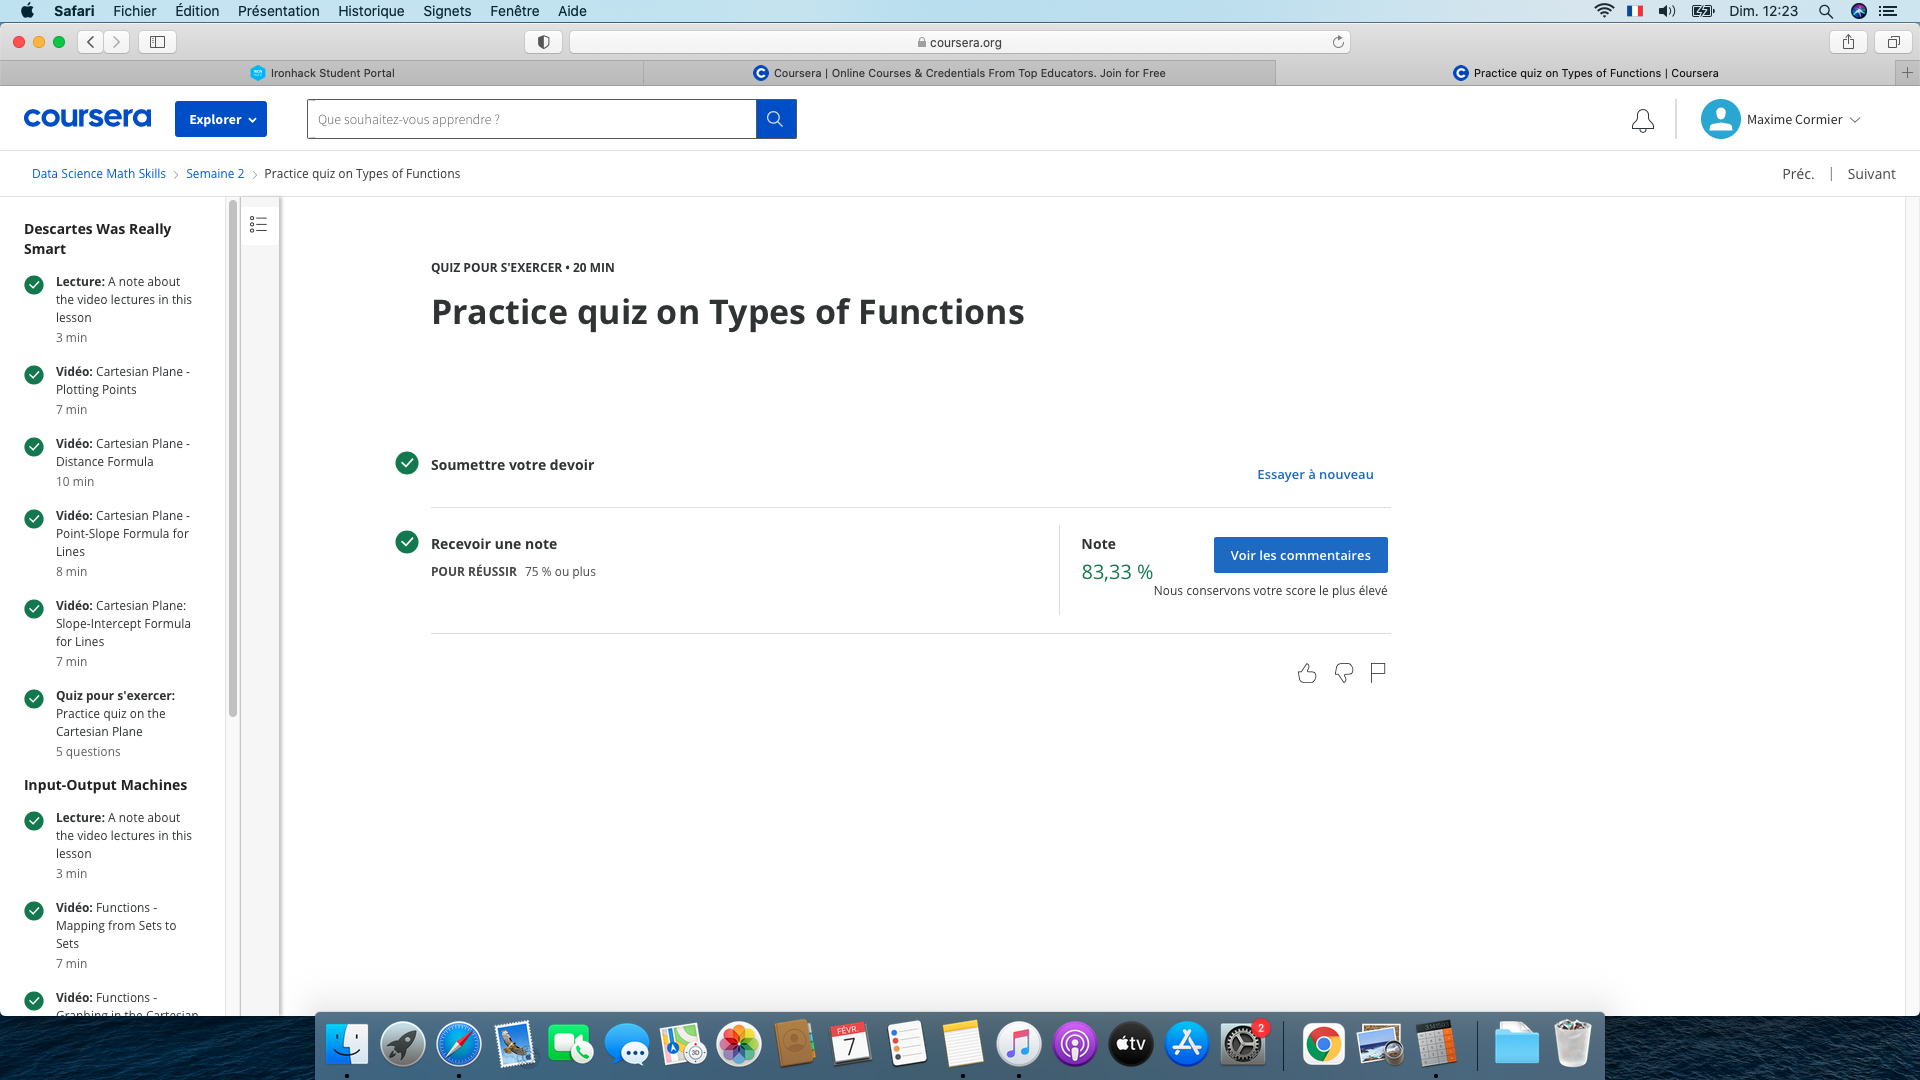 Safari Fichier Édition Présentation Historique Signets Fenêtre Aide Dim. 12:23
coursera.org
Ironhack Student Portal
Coursera | Online Courses & Credentials From Top Educators. Join for Free
Practice quiz on Types of Functions | Coursera
coursera
Explorer
Que souhaitez-vous apprendre ?
Maxime Cormier
Data Science Math Skills > Semaine 2 > Practice quiz on Types of Functions
Préc. | Suivant
Descartes Was Really
Smart
Lecture: A note about
the video lectures in this
lesson
3 min
Vidéo: Cartesian Plane -
Plotting Points
7 min
Vidéo: Cartesian Plane -
Distance Formula
10 min
Vidéo: Cartesian Plane -
Point-Slope Formula for
Lines
8 min
Vidéo: Cartesian Plane:
Slope-Intercept Formula
for Lines
7 min
Quiz pour s'exercer:
Practice quiz on the
Cartesian Plane
5 questions
Input-Output Machines
Lecture: A note about
the video lectures in this
lesson
3 min
Vidéo: Functions -
Mapping from Sets to
Sets
7 min
Vidéo: Functions -
Graphing in the Cartesian
QUIZ POUR S'EXERCER • 20 MIN
Practice quiz on Types of Functions
Soumettre votre devoir
Essayer à nouveau
Recevoir une note
POUR RÉUSSIR 75 % ou plus
Note
83,33 %
Voir les commentaires
Nous conservons votre score le plus élevé
FÉVR.
7
3D
tv
2